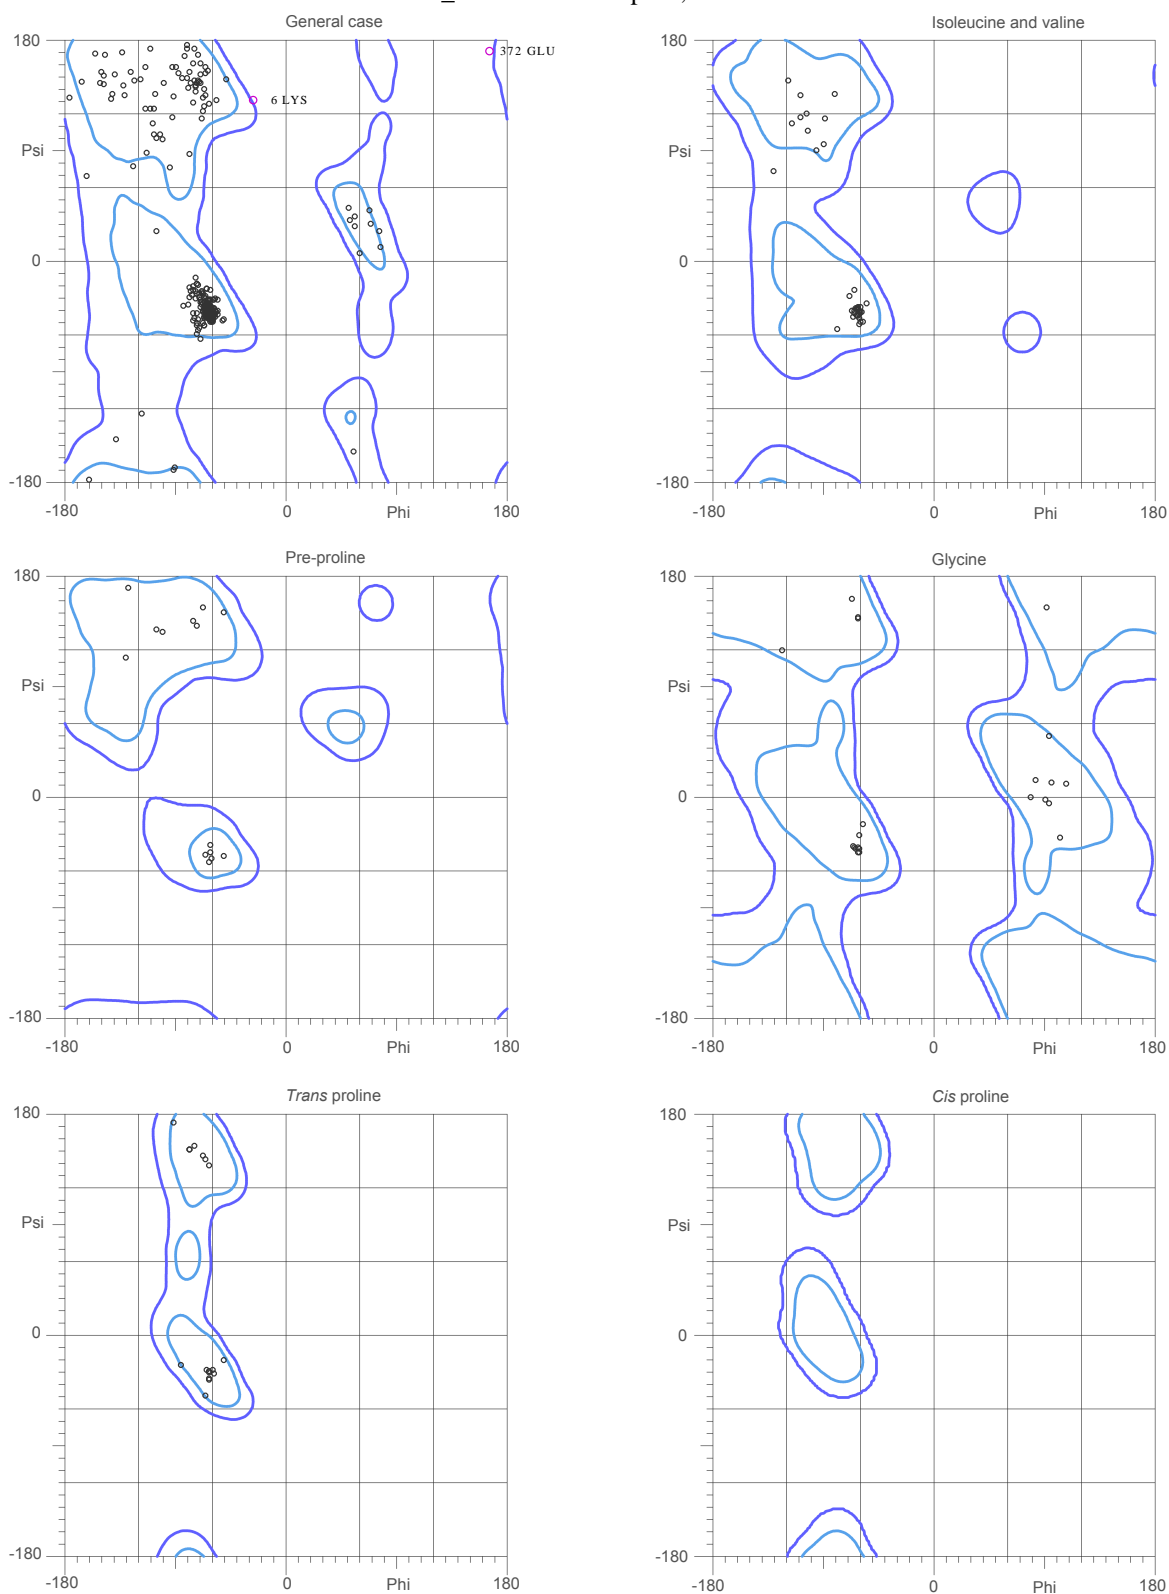 General case
Isoleucine and valine
180
372 GLU
180
6 LYS
Psi
Psi
0
0
-180
-180
-180
0
Phi
180
-180
0
Phi
180
Pre-proline
Glycine
180
180
Psi
Psi
0
0
-180
-180
-180
0
Phi
180
-180
0
Phi
180
Trans proline
Cis proline
180
180
Psi
Psi
0
0
-180
-180
-180
0
Phi
180
-180
0
Phi
180